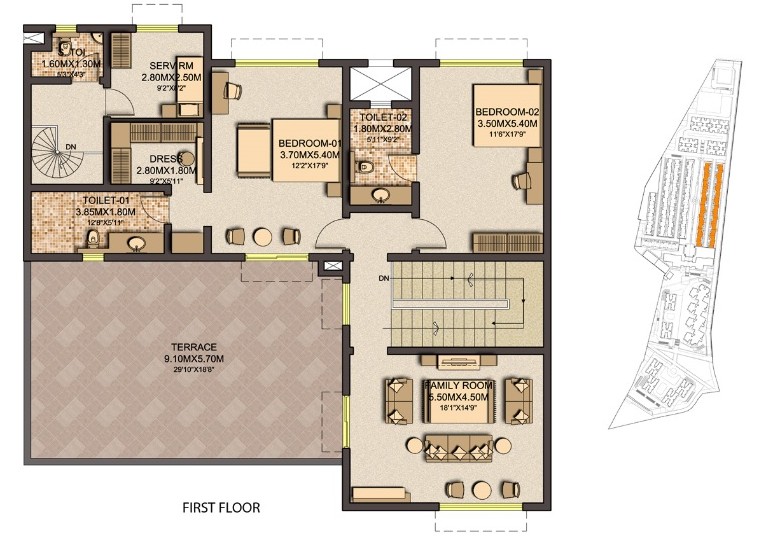 S. TOI
1.60MX1.30M
5'3"X4'3"
SERV RM
2.80MX2.50M
9'2"X8'2"
DN
DRESS
2.80MX1.80M
9'2"X5'11"
TOILET-01
3.85MX1.80M
12'8"X5'11"
BEDROOM-01
3.70MX5.40M
12'2"X17'9"
TOILET-02
1.80MX2.80M
5'11"X9'2"
BEDROOM-02
3.50MX5.40M
11'6"X17'9"
DN
TERRACE
9.10MX5.70M
29'10"X18'8"
FAMILY ROOM
5.50MX4.50M
18'1"X14'9"
FIRST FLOOR